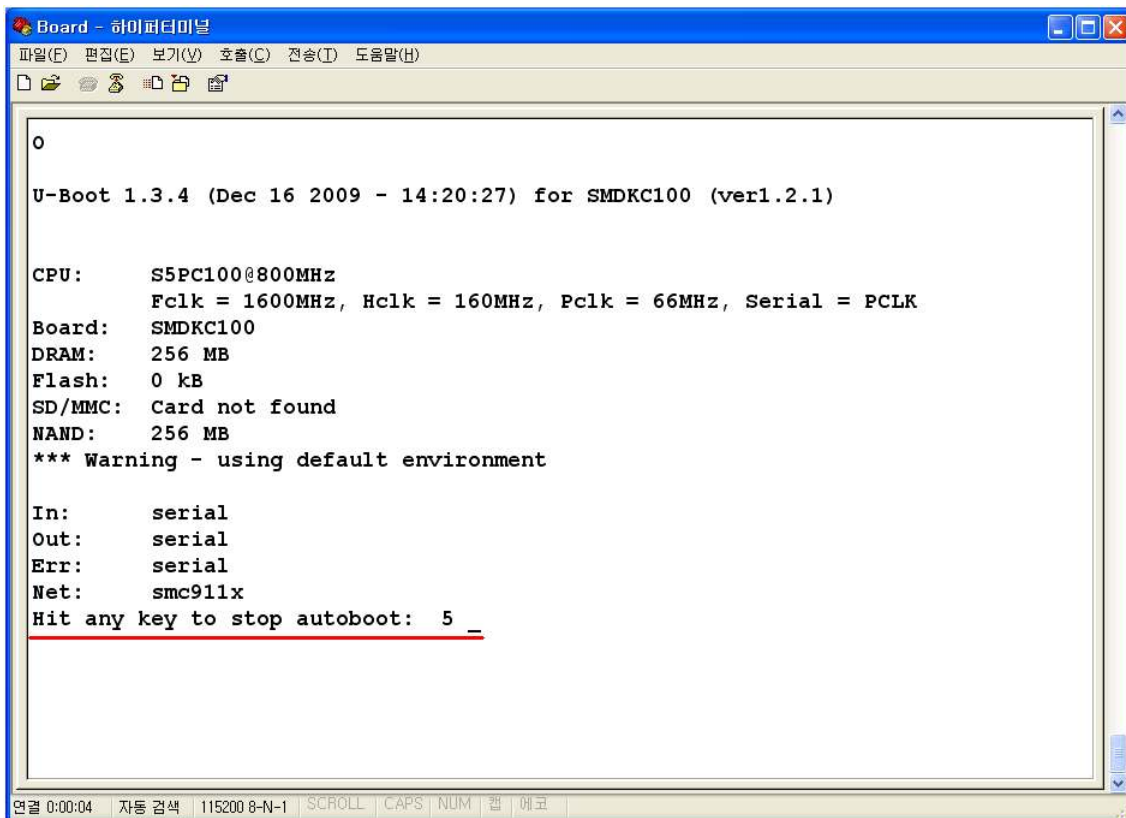 Board - 하이퍼터미널
파일(F) 편집(E) 보기(V) 호출(C) 전송(T) 도움말(H)
O
U-Boot 1.3.4 (Dec 16 2009 - 14:20:27) for SMDKC100 (ver1.2.1)
CPU: S5PC100@800MHz
Fclk = 1600MHz, Hclk = 160MHz, Pclk = 66MHz, Serial = PCLK
Board: SMDKC100
DRAM: 256 MB
Flash: 0 kB
SD/MMC: Card not found
NAND: 256 MB
*** Warning - using default environment
In: serial
Out: serial
Err: serial
Net: smc911x
Hit any key to stop autoboot: 5 _
연결 0:00:04 자동 검색 115200 8-N-1 SCROLL CAPS NUM 캡 에코